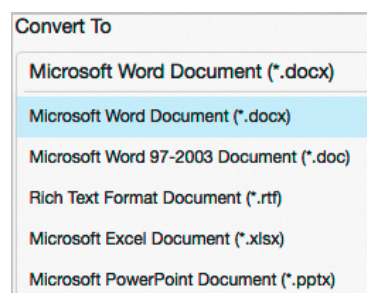 Convert To
Microsoft Word Document (*.docx)
Microsoft Word Document (*.docx)
Microsoft Word 97-2003 Document (*.doc)
Rich Text Format Document (*.rtf)
Microsoft Excel Document (*.xlsx)
Microsoft PowerPoint Document (*.pptx)